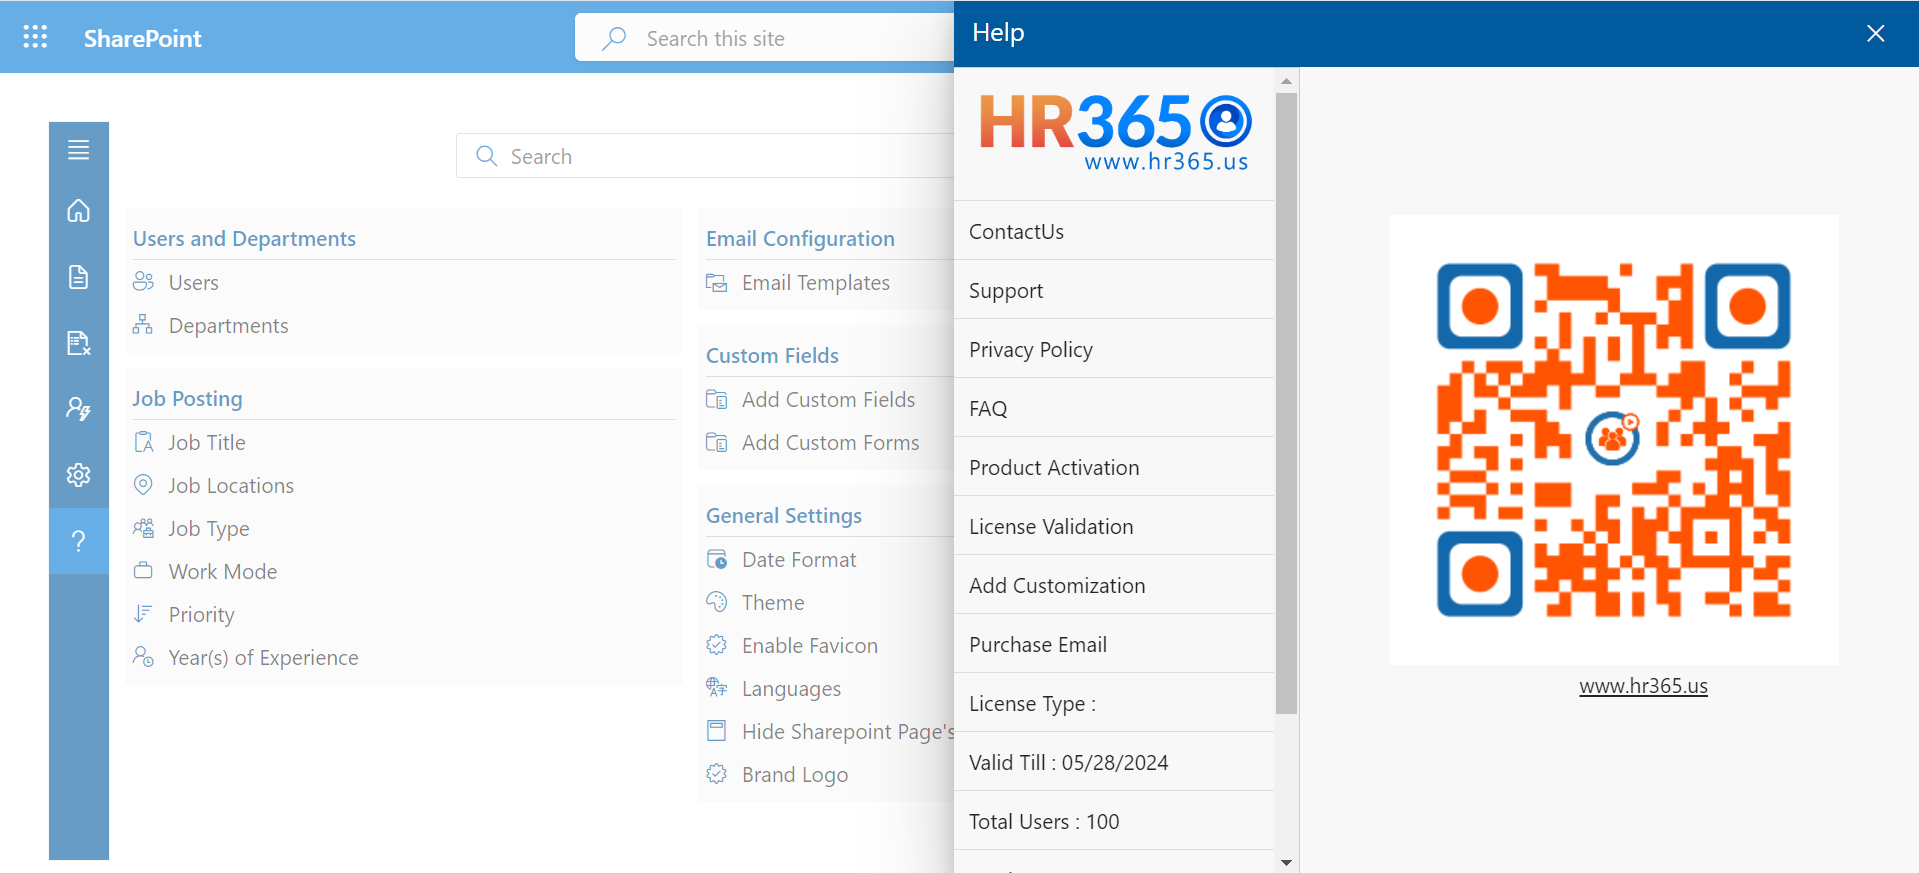 SharePoint
Search this site
Search
Users and Departments
Users
Departments
Job Posting
Job Title
Job Locations
Job Type
Work Mode
Priority
Year(s) of Experience
Email Configuration
Email Templates
Custom Fields
Add Custom Fields
Add Custom Forms
General Settings
Date Format
Theme
Enable Favicon
Languages
Hide Sharepoint Page's
Brand Logo
Help
HR365
www.hr365.us
ContactUs
Support
Privacy Policy
FAQ
Product Activation
License Validation
Add Customization
Purchase Email
License Type :
Valid Till : 05/28/2024
Total Users : 100
www.hr365.us